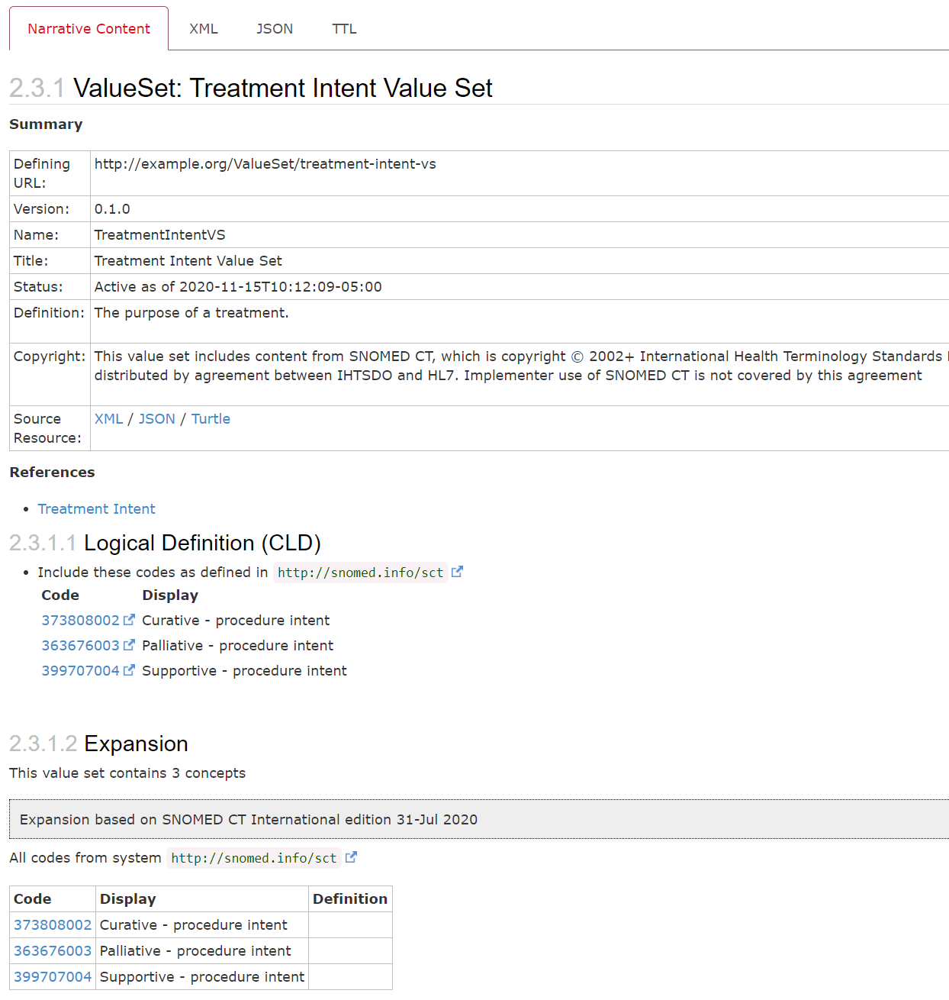 Narrative Content XML JSON TTL
2.3.1 ValueSet: Treatment Intent Value Set
Summary
Defining http://example.org/ValueSet/treatment-intent-vs
URL:
Version: 0.1.0
Name: TreatmentIntentVS
Title: Treatment Intent Value Set
Status: Active as of 2020-11-15T10:12:09-05:00
Definition: The purpose of a treatment.
Copyright: This value set includes content from SNOMED CT, which is copyright © 2002+ International Health Terminology Standards
distributed by agreement between IHTSDO and HL7. Implementer use of SNOMED CT is not covered by this agreement
Source XML / JSON / Turtle
Resource:
References
• Treatment Intent
2.3.1.1 Logical Definition (CLD)
• Include these codes as defined in http://snomed.info/sct
Code Display
373808002 Curative - procedure intent
363676003 Palliative - procedure intent
399707004 Supportive - procedure intent
2.3.1.2 Expansion
This value set contains 3 concepts
Expansion based on SNOMED CT International edition 31-Jul 2020
All codes from system http://snomed.info/sct
Code Display Definition
373808002 Curative - procedure intent
363676003 Palliative - procedure intent
399707004 Supportive - procedure intent